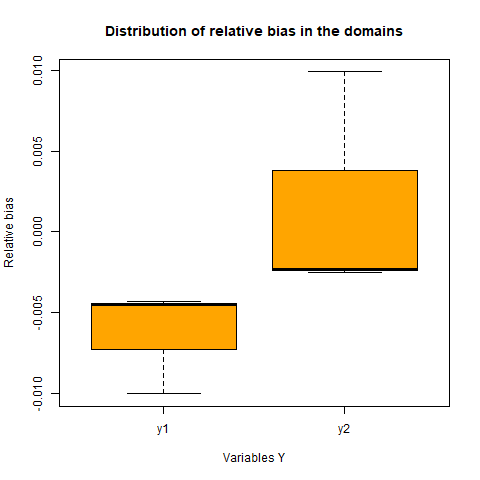 Distribution of relative bias in the domains
Relative bias
0.010
0.005
0.000
-0.005
-0.010
y1
y2
Variables Y